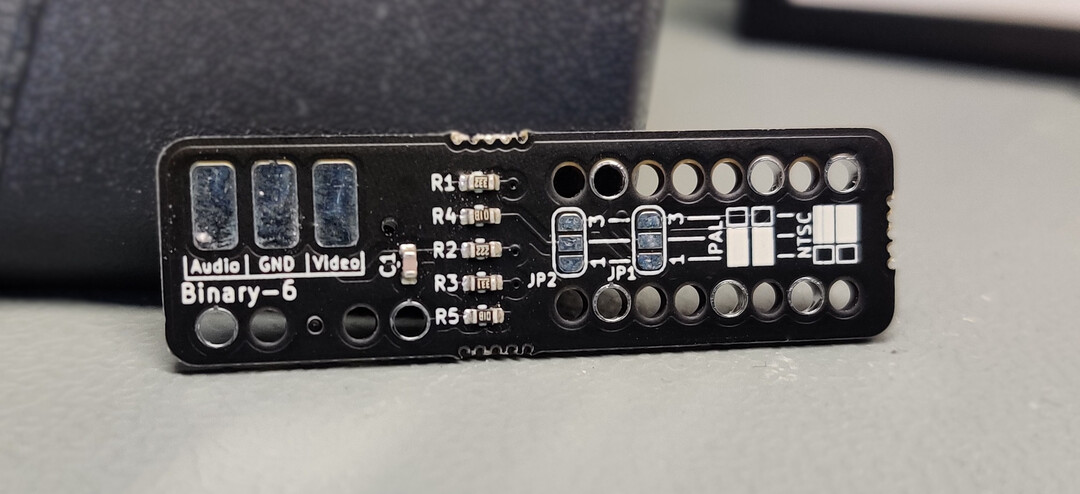 Audio GND Video
Binary-6
C1
R1
R4
R2
R3
R5
JP2
3
1
JP1
3
1
PAL
NTSC